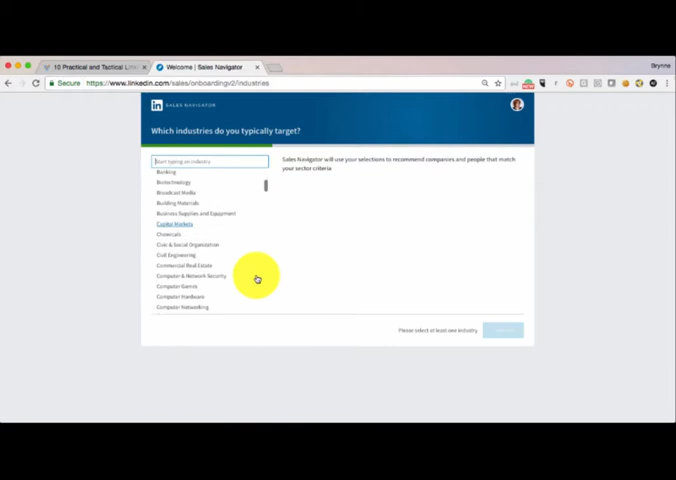 10 Practical and Tactical Linke
Welcome | Sales Navigator
Brynne
Secure
https://www.linkedin.com/sales/onboardingv2/industries
NEW
in SALES NAVIGATOR
Which industries do you typically target?
Start typing an industry
Sales Navigator will use your selections to recommend companies and people that match
your sector criteria
Banking
Biotechnology
Broadcast Media
Building Materials
Business Supplies and Equipment
Capital Markets
Chemicals
Civic & Social Organization
Civil Engineering
Commercial Real Estate
Computer & Network Security
Computer Games
Computer Hardware
Computer Networking
Please select at least one industry